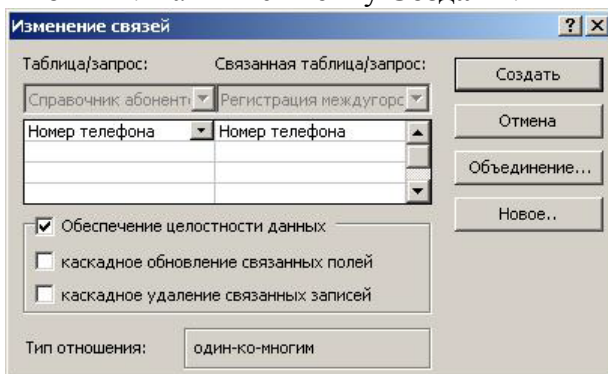 Изменение связей
Таблица/запрос: Связанная таблица/запрос:
Справочник абонент Регистрация междугорс
Номер телефона Номер телефона
Создать
Отмена
Объединение...
Новое..
Обеспечение целостности данных
каскадное обновление связанных полей
каскадное удаление связанных записей
Тип отношения: один-ко-многим